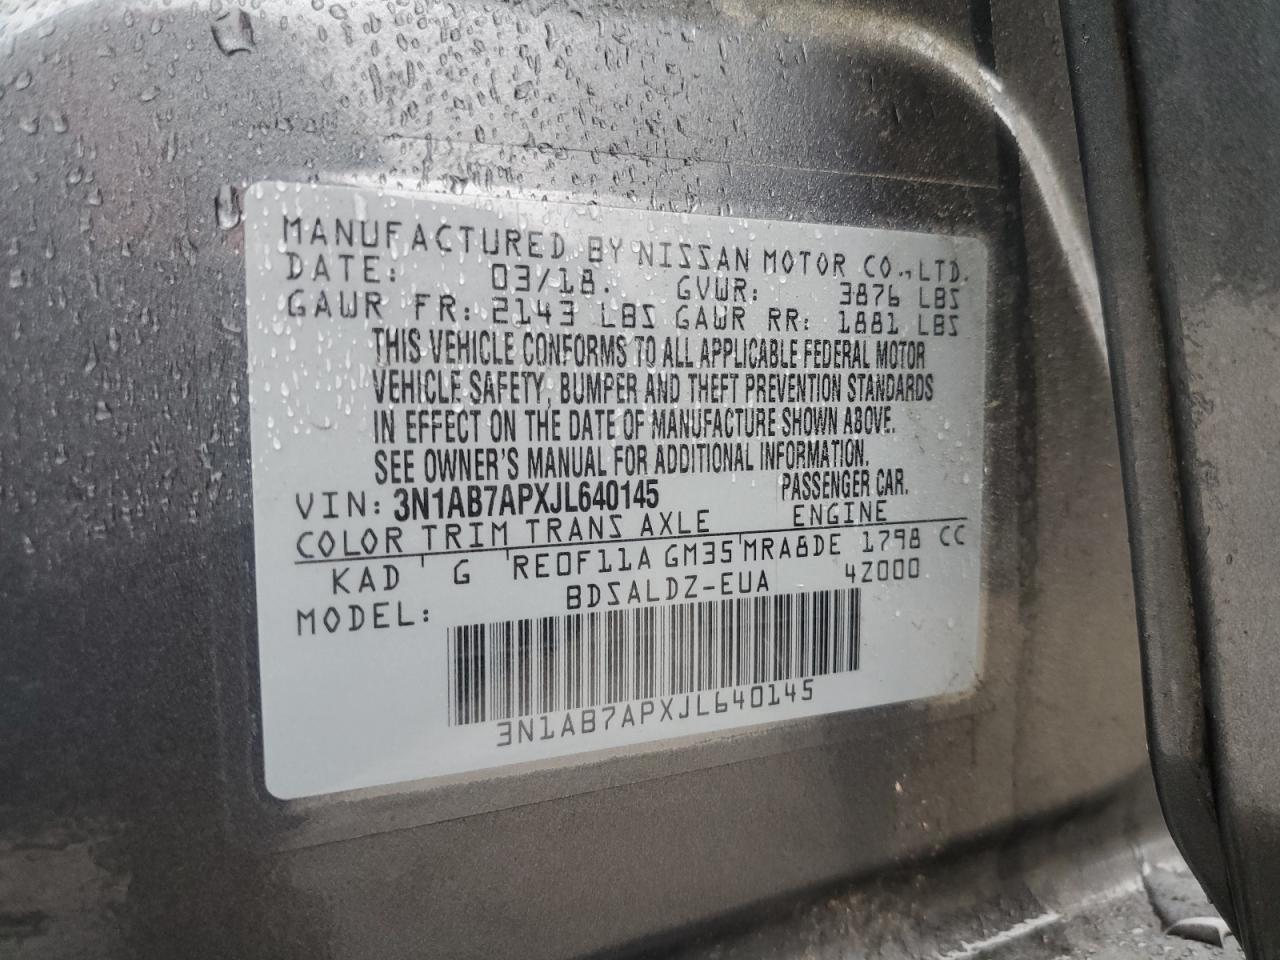 MANUFACTURED BY NISSAN MOTOR CO.,LTD.
DATE: 03/18. GVWR: 3876 LBS
GAWR FR: 2143 LBS GAWR RR: 1881 LBS
THIS VEHICLE CONFORMS TO ALL APPLICABLE FEDERAL MOTOR
VEHICLE SAFETY, BUMPER AND THEFT PREVENTION STANDARDS
IN EFFECT ON THE DATE OF MANUFACTURE SHOWN ABOVE.
SEE OWNER'S MANUAL FOR ADDITIONAL INFORMATION.
VIN: 3N1AB7APXJL640145 PASSENGER CAR.
COLOR TRIM TRANS AXLE ENGINE
KAD G RE0F11A GM35 MRA8DE 1798 CC
MODEL: BDSALDZ-EUA 42000
3N1AB7APXJL640145